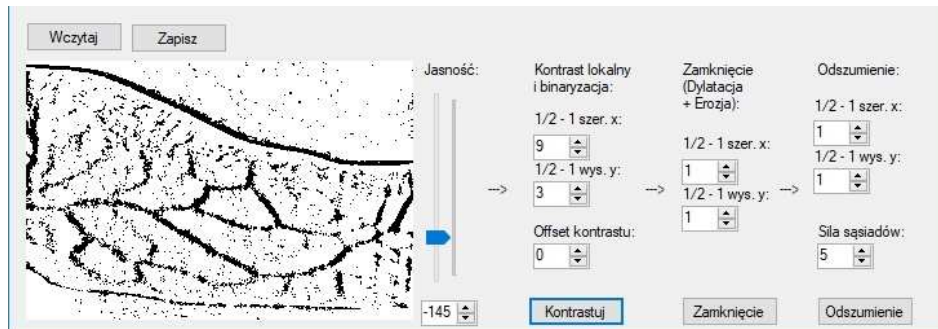 Wczytaj
Zapisz
Jasność:
-145
-->
Kontrast lokalny
i binaryzacja:
1/2 - 1 szer. x:
9
1/2 - 1 wys. y:
3
Offset kontrastu:
0
Kontrastuj
-->
Zamknięcie
(Dylatacja
+ Erozja):
1/2 - 1 szer. x:
1
1/2 - 1 wys. y:
1
Zamknięcie
-->
Odszumienie:
1/2 - 1 szer. x:
1
1/2 - 1 wys. y:
1
Sila sąsiadów:
5
Odszumienie